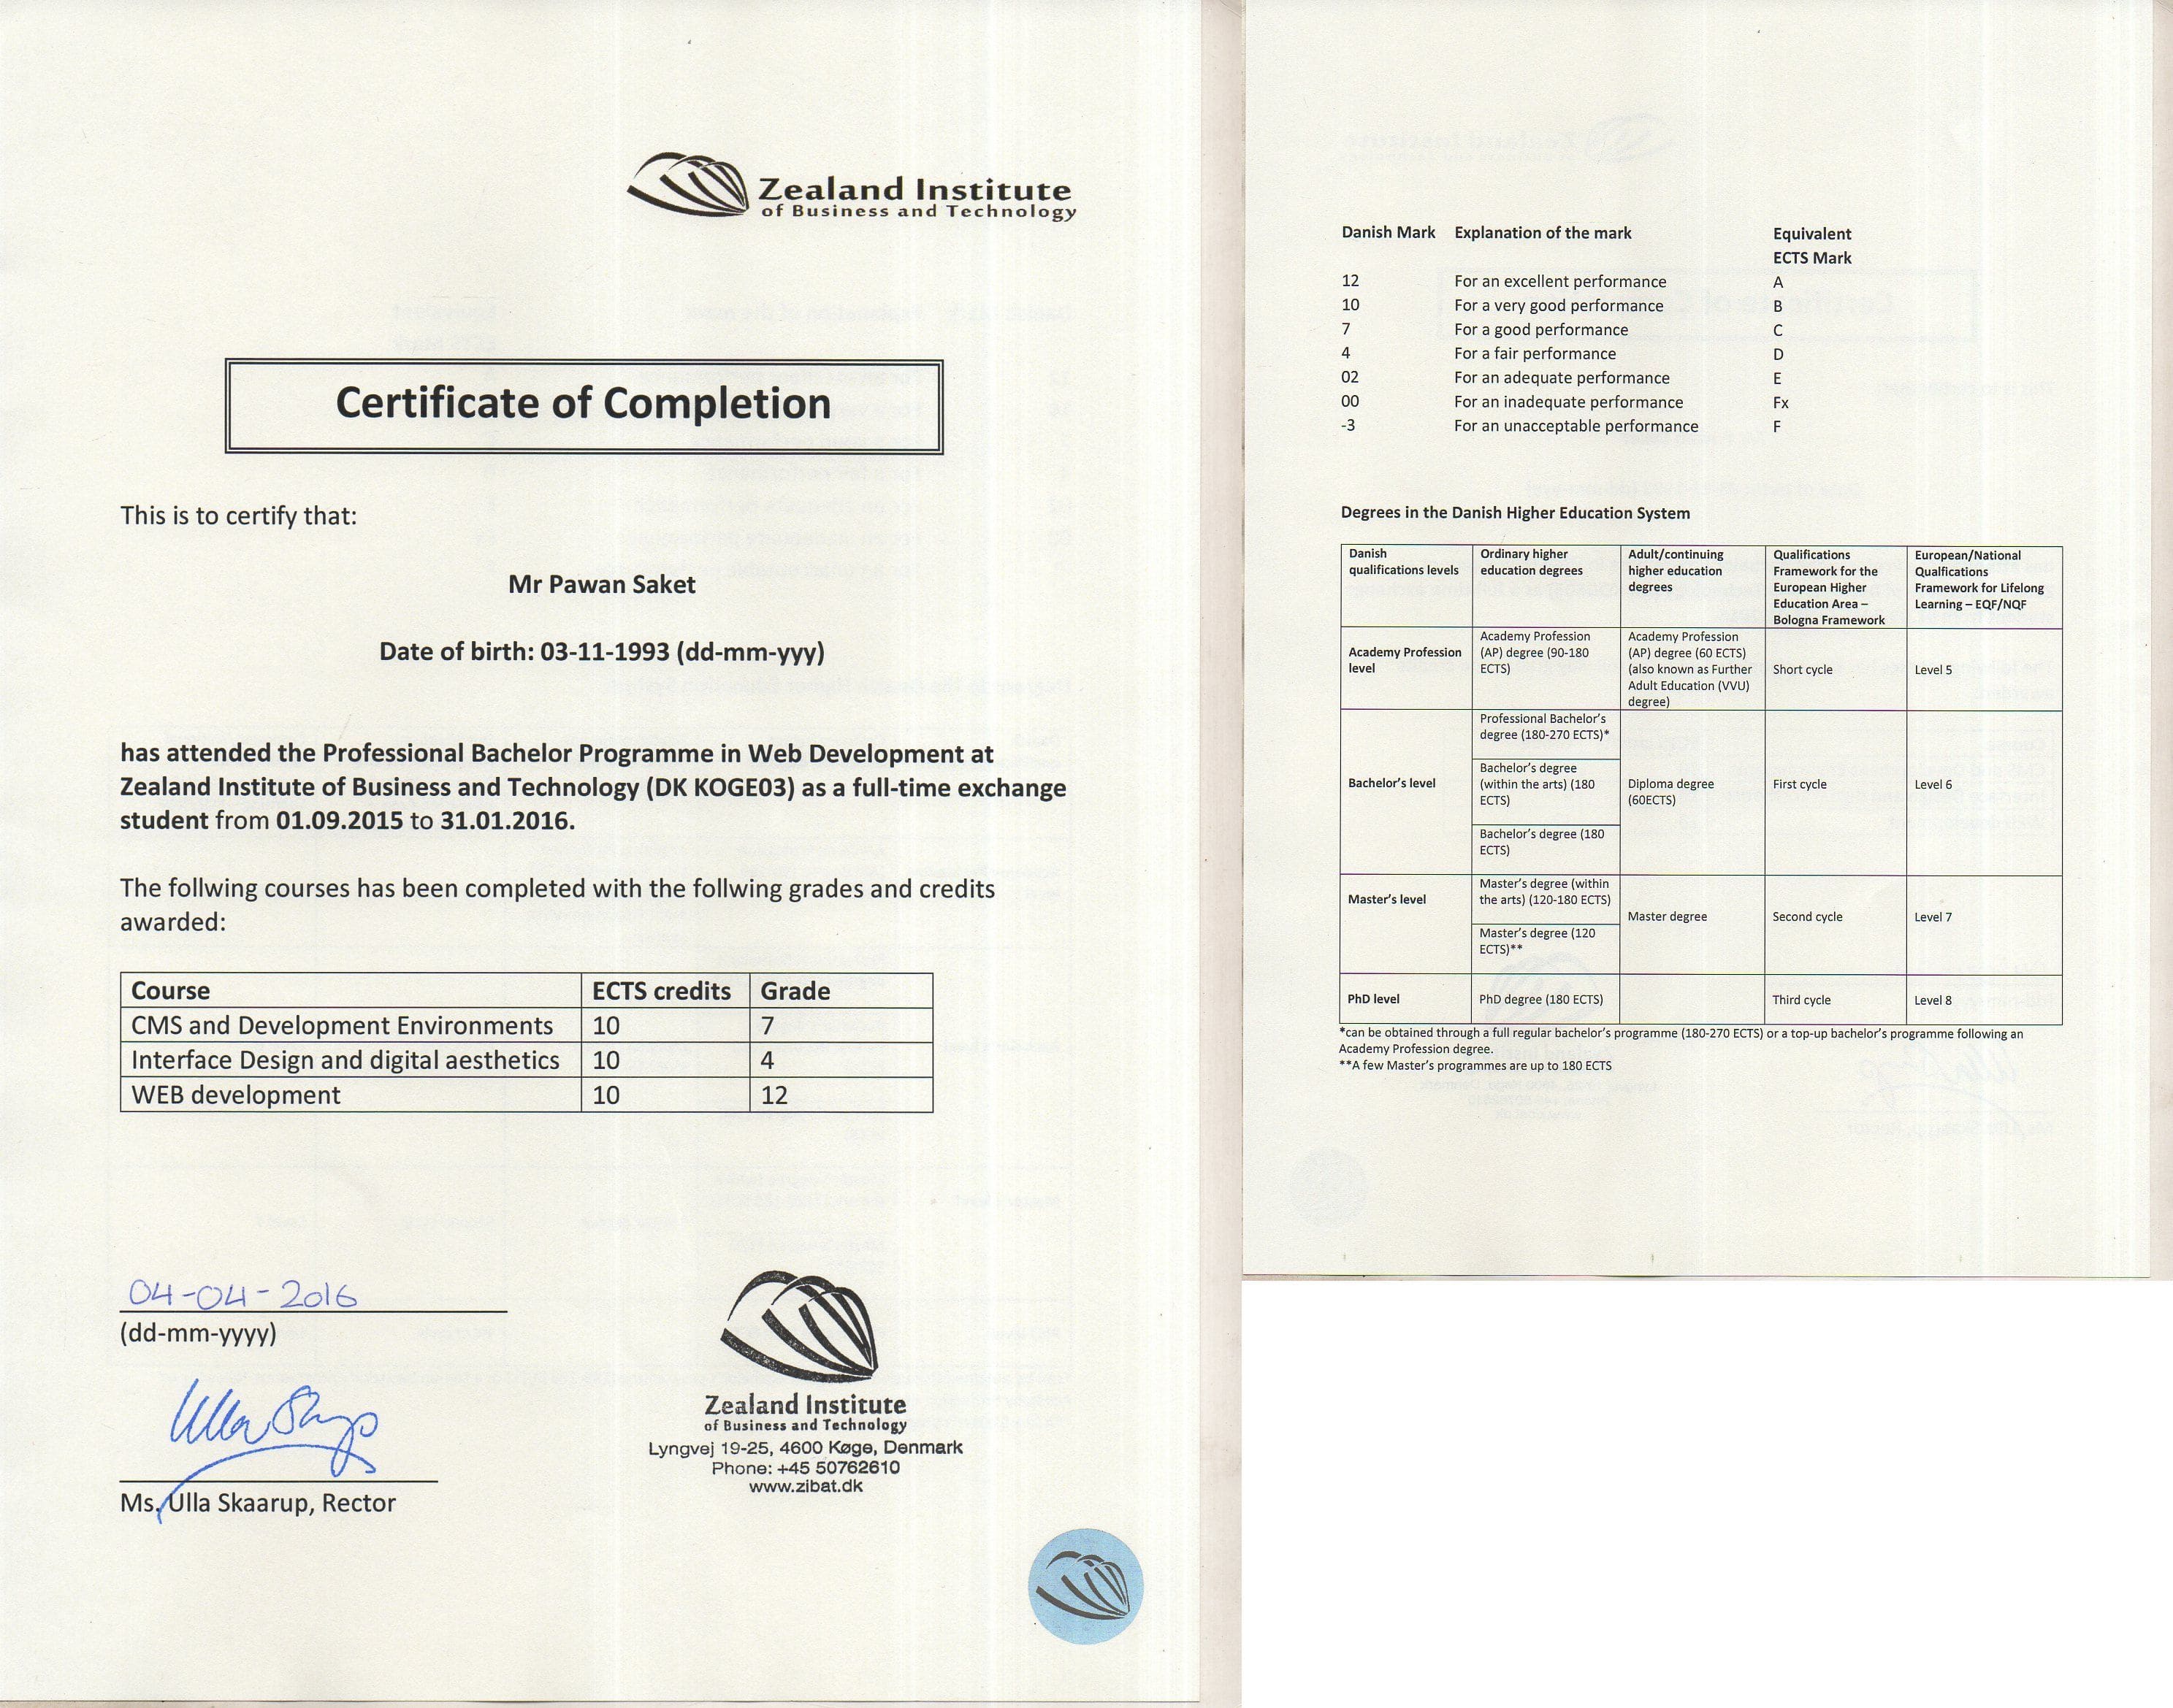 Zealand Institute
of Business and Technology
Certificate of Completion
This is to certify that:
Mr Pawan Saket
Date of birth: 03-11-1993 (dd-mm-yyy)
has attended the Professional Bachelor Programme in Web Development at
Zealand Institute of Business and Technology (DK KOGE03) as a full-time exchange
student from 01.09.2015 to 31.01.2016.
The follwing courses has been completed with the follwing grades and credits
awarded:
Course ECTS credits Grade
CMS and Development Environments 10 7
Interface Design and digital aesthetics 10 4
WEB development 10 12
04-04-2016
(dd-mm-yyyy)
Ulla Skaarup
Ms. Ulla Skaarup, Rector
Zealand Institute
of Business and Technology
Lyngvej 19-25, 4600 Køge, Denmark
Phone: +45 50762610
www.zibat.dk
Danish Mark Explanation of the mark Equivalent
ECTS Mark
12 For an excellent performance A
10 For a very good performance B
7 For a good performance C
4 For a fair performance D
02 For an adequate performance E
00 For an inadequate performance Fx
-3 For an unacceptable performance F
Degrees in the Danish Higher Education System
Danish
qualifications levels
Ordinary higher
education degrees
Adult/continuing
higher education
degrees
Qualifications
Framework for the
European Higher
Education Area –
Bologna Framework
European/National
Qualfications
Framework for Lifelong
Learning – EQF/NQF
Academy Profession
level
Academy Profession
(AP) degree (90-180
ECTS)
Academy Profession
(AP) degree (60 ECTS)
(also known as Further
Adult Education (VVU)
degree)
Short cycle
Level 5
Bachelor's level
Professional Bachelor's
degree (180-270 ECTS)*
Bachelor's degree
(within the arts) (180
ECTS)
Bachelor's degree (180
ECTS)
Diploma degree
(60ECTS)
First cycle
Level 6
Master's level
Master's degree (within
the arts) (120-180 ECTS)
Master's degree (120
ECTS)**
Master degree
Second cycle
Level 7
PhD level
PhD degree (180 ECTS)
Third cycle
Level 8
*can be obtained through a full regular bachelor's programme (180-270 ECTS) or a top-up bachelor's programme following an
Academy Profession degree.
**A few Master's programmes are up to 180 ECTS